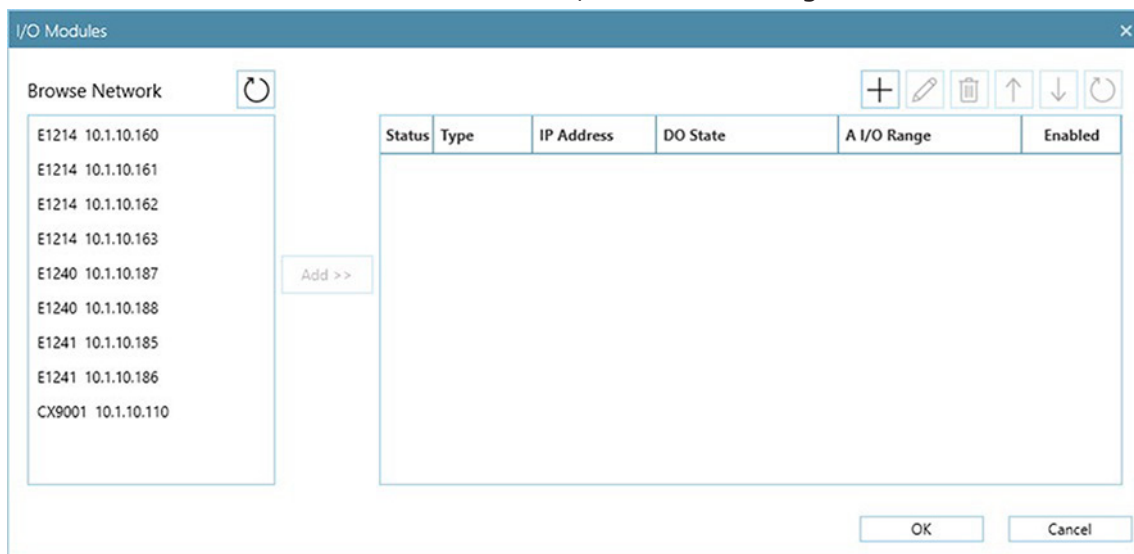 I/O Modules
Browse Network
E1214 10.1.10.160
E1214 10.1.10.161
E1214 10.1.10.162
E1214 10.1.10.163
E1240 10.1.10.187
E1240 10.1.10.188
E1241 10.1.10.185
E1241 10.1.10.186
CX9001 10.1.10.110
Add >>
Status Type IP Address DO State A I/O Range Enabled
OK Cancel